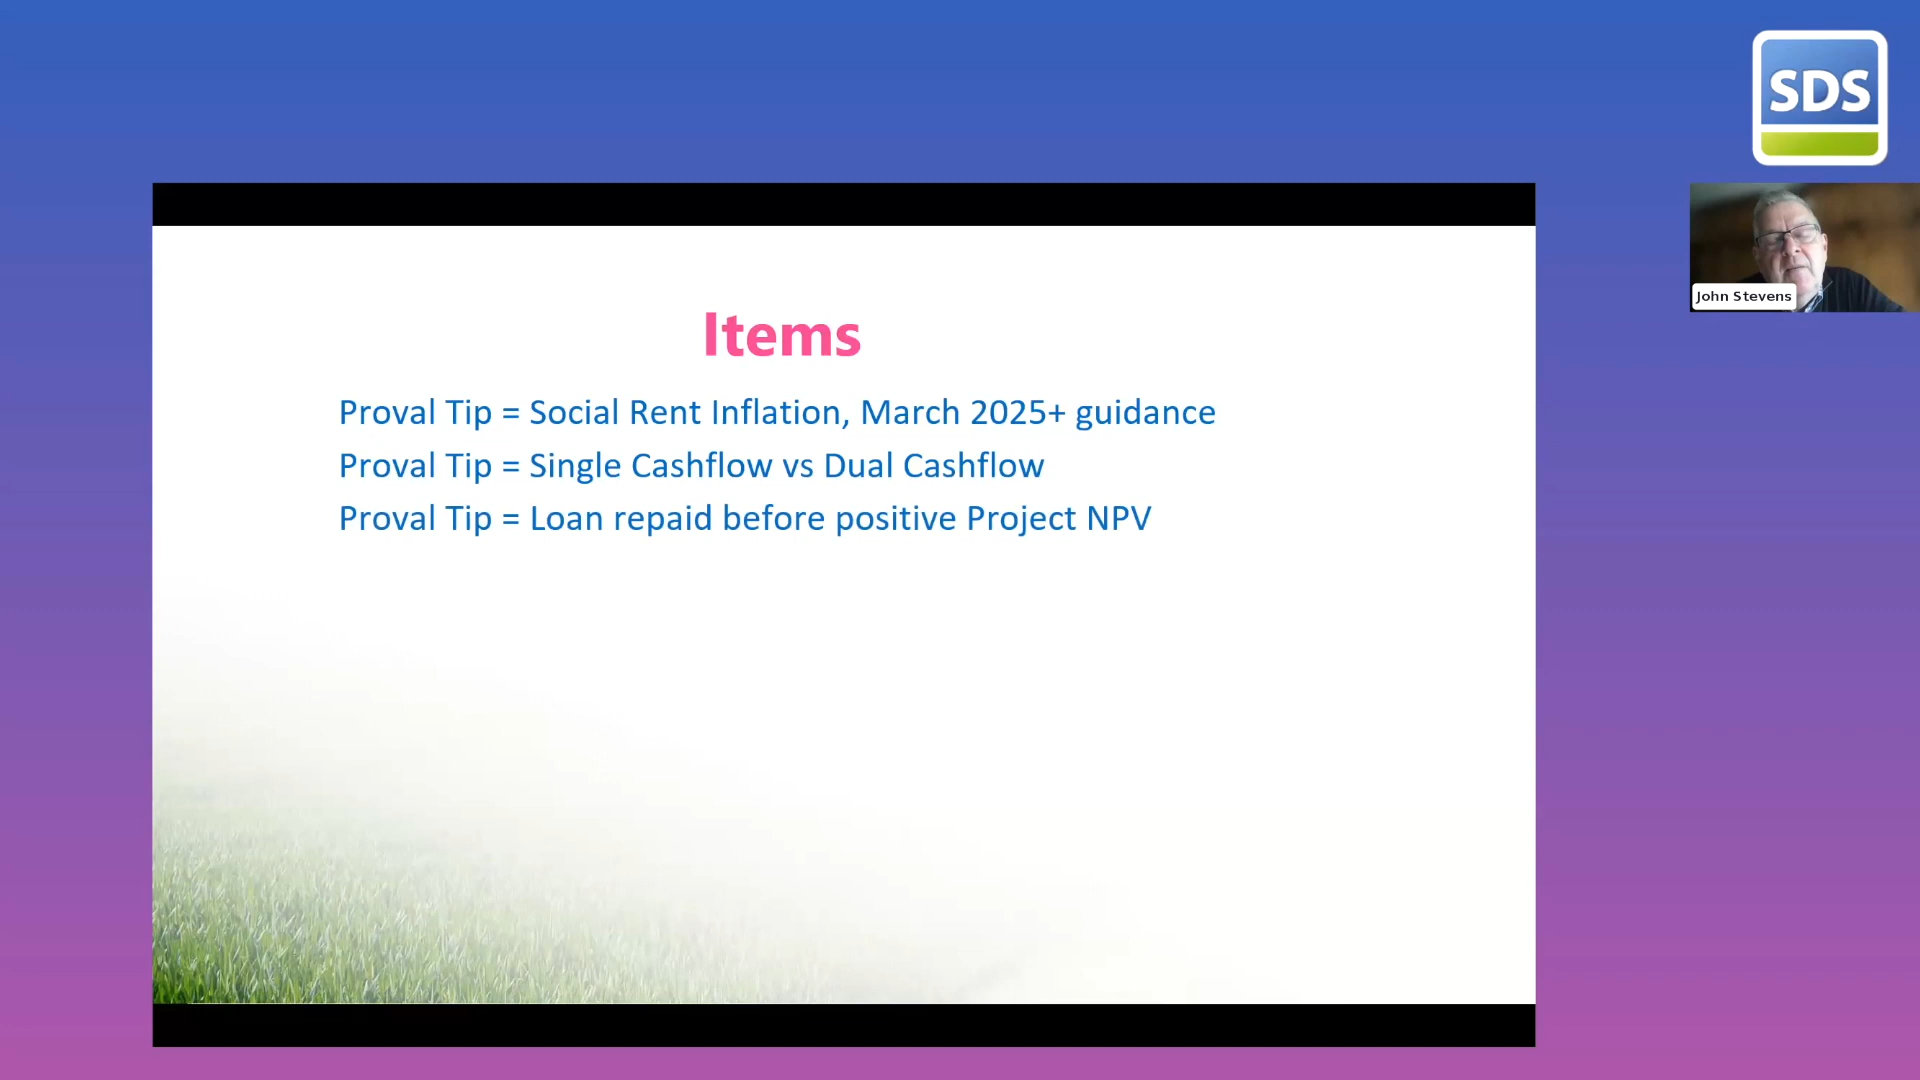 SDS
John Stevens
Items
Proval Tip = Social Rent Inflation, March 2025+ guidance
Proval Tip = Single Cashflow vs Dual Cashflow
Proval Tip = Loan repaid before positive Project NPV